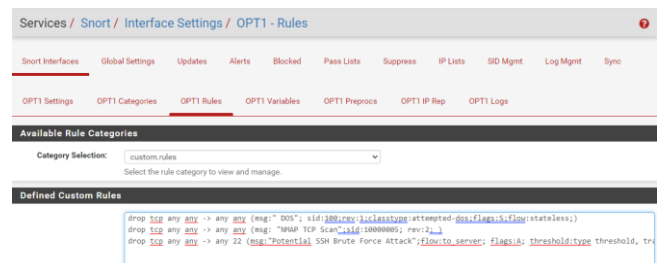 Services / Snort / Interface Settings / OPT1 - Rules
Snort Interfaces Global Settings Updates Alerts Blocked Pass Lists Suppress IP Lists SID Mgmt Log Mgmt Sync
OPT1 Settings OPT1 Categories OPT1 Rules OPT1 Variables OPT1 Preprocs OPT1 IP Rep OPT1 Logs
Available Rule Categories
Category Selection: custom.rules
Select the rule category to view and manage.
Defined Custom Rules
drop tcp any any -> any any (msg:" DOS"; sid:100;rev:1;classtype:attempted-dos;flags:S;flow:stateless;)
drop tcp any any -> any any (msg: "NMAP TCP Scan";sid:10000005; rev:2; )
drop tcp any any -> any 22 (msg:"Potential SSH Brute Force Attack";flow:to_server; flags:A; threshold:type threshold, tra